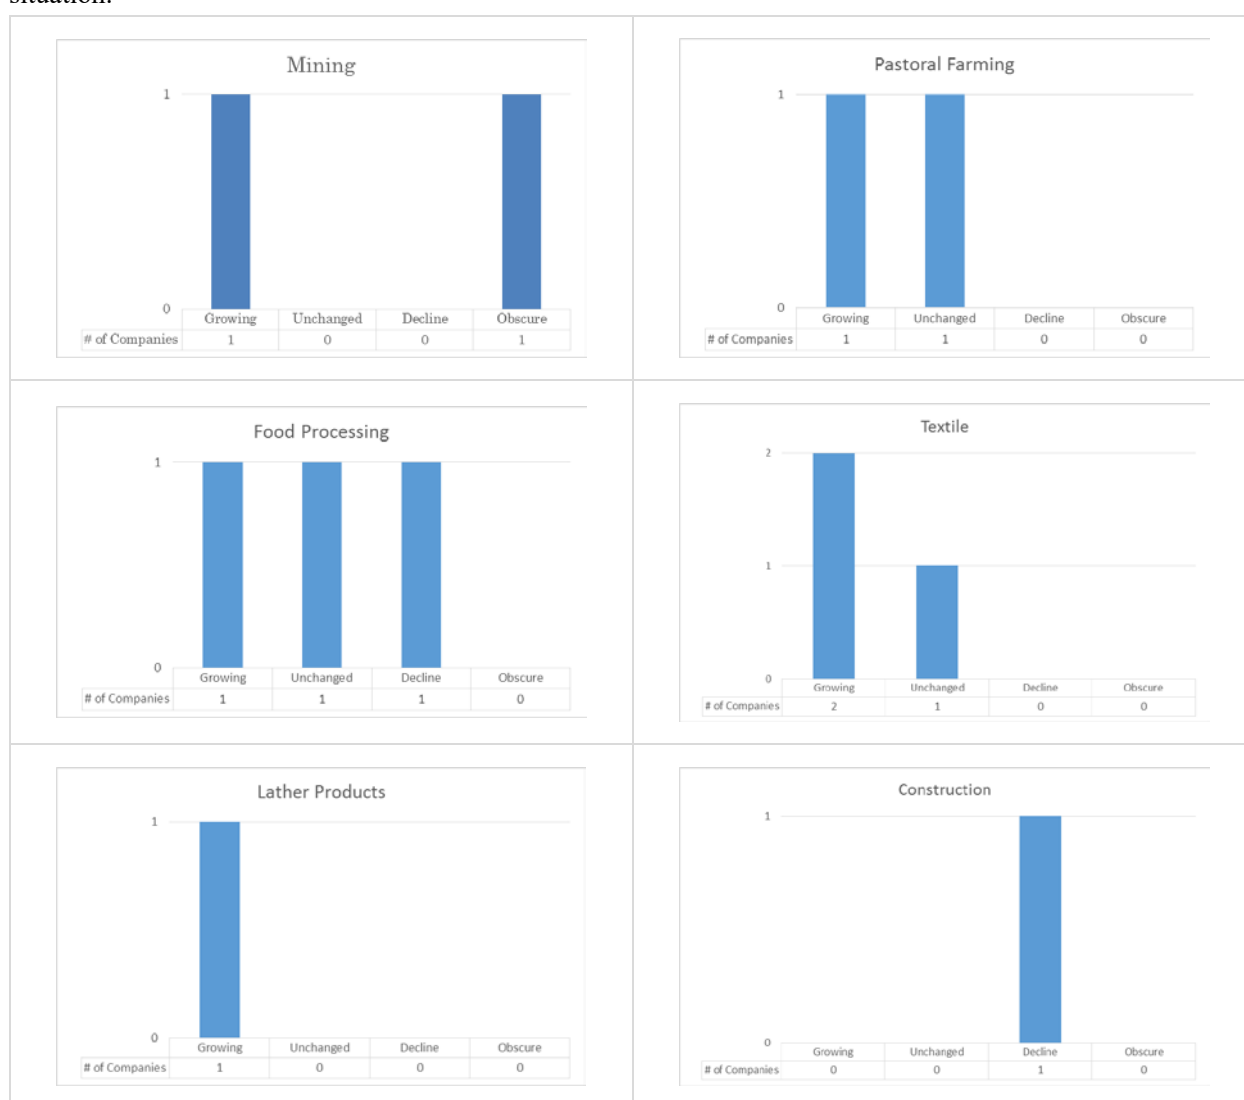 situation.
Mining
1
0
Growing Unchanged Decline Obscure
# of Companies 1 0 0 1
Pastoral Farming
1
0
Growing Unchanged Decline Obscure
# of Companies 1 1 0 0
Food Processing
1
0
Growing Unchanged Decline Obscure
# of Companies 1 1 1 0
Textile
2
1
0
Growing Unchanged Decline Obscure
# of Companies 2 1 0 0
Lather Products
1
0
Growing Unchanged Decline Obscure
# of Companies 1 0 0 0
Construction
1
0
Growing Unchanged Decline Obscure
# of Companies 0 0 1 0